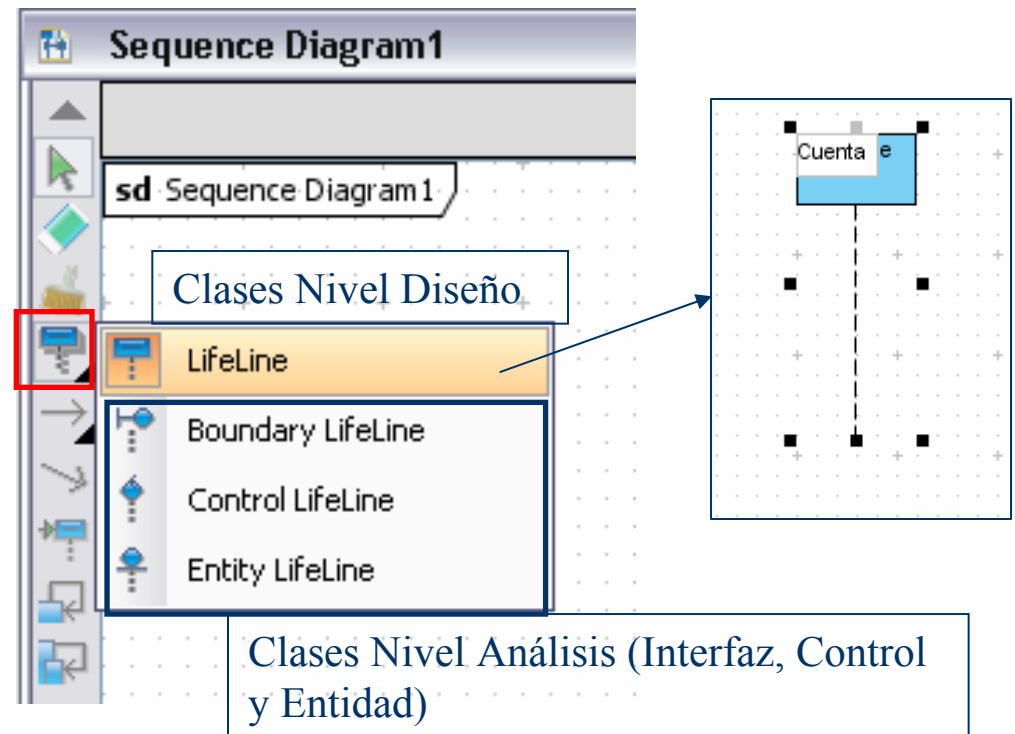 Sequence Diagram1
sd Sequence Diagram1
Clases Nivel Diseño
LifeLine
Boundary LifeLine
Control LifeLine
Entity LifeLine
Clases Nivel Análisis (Interfaz, Control
y Entidad)
Cuenta e